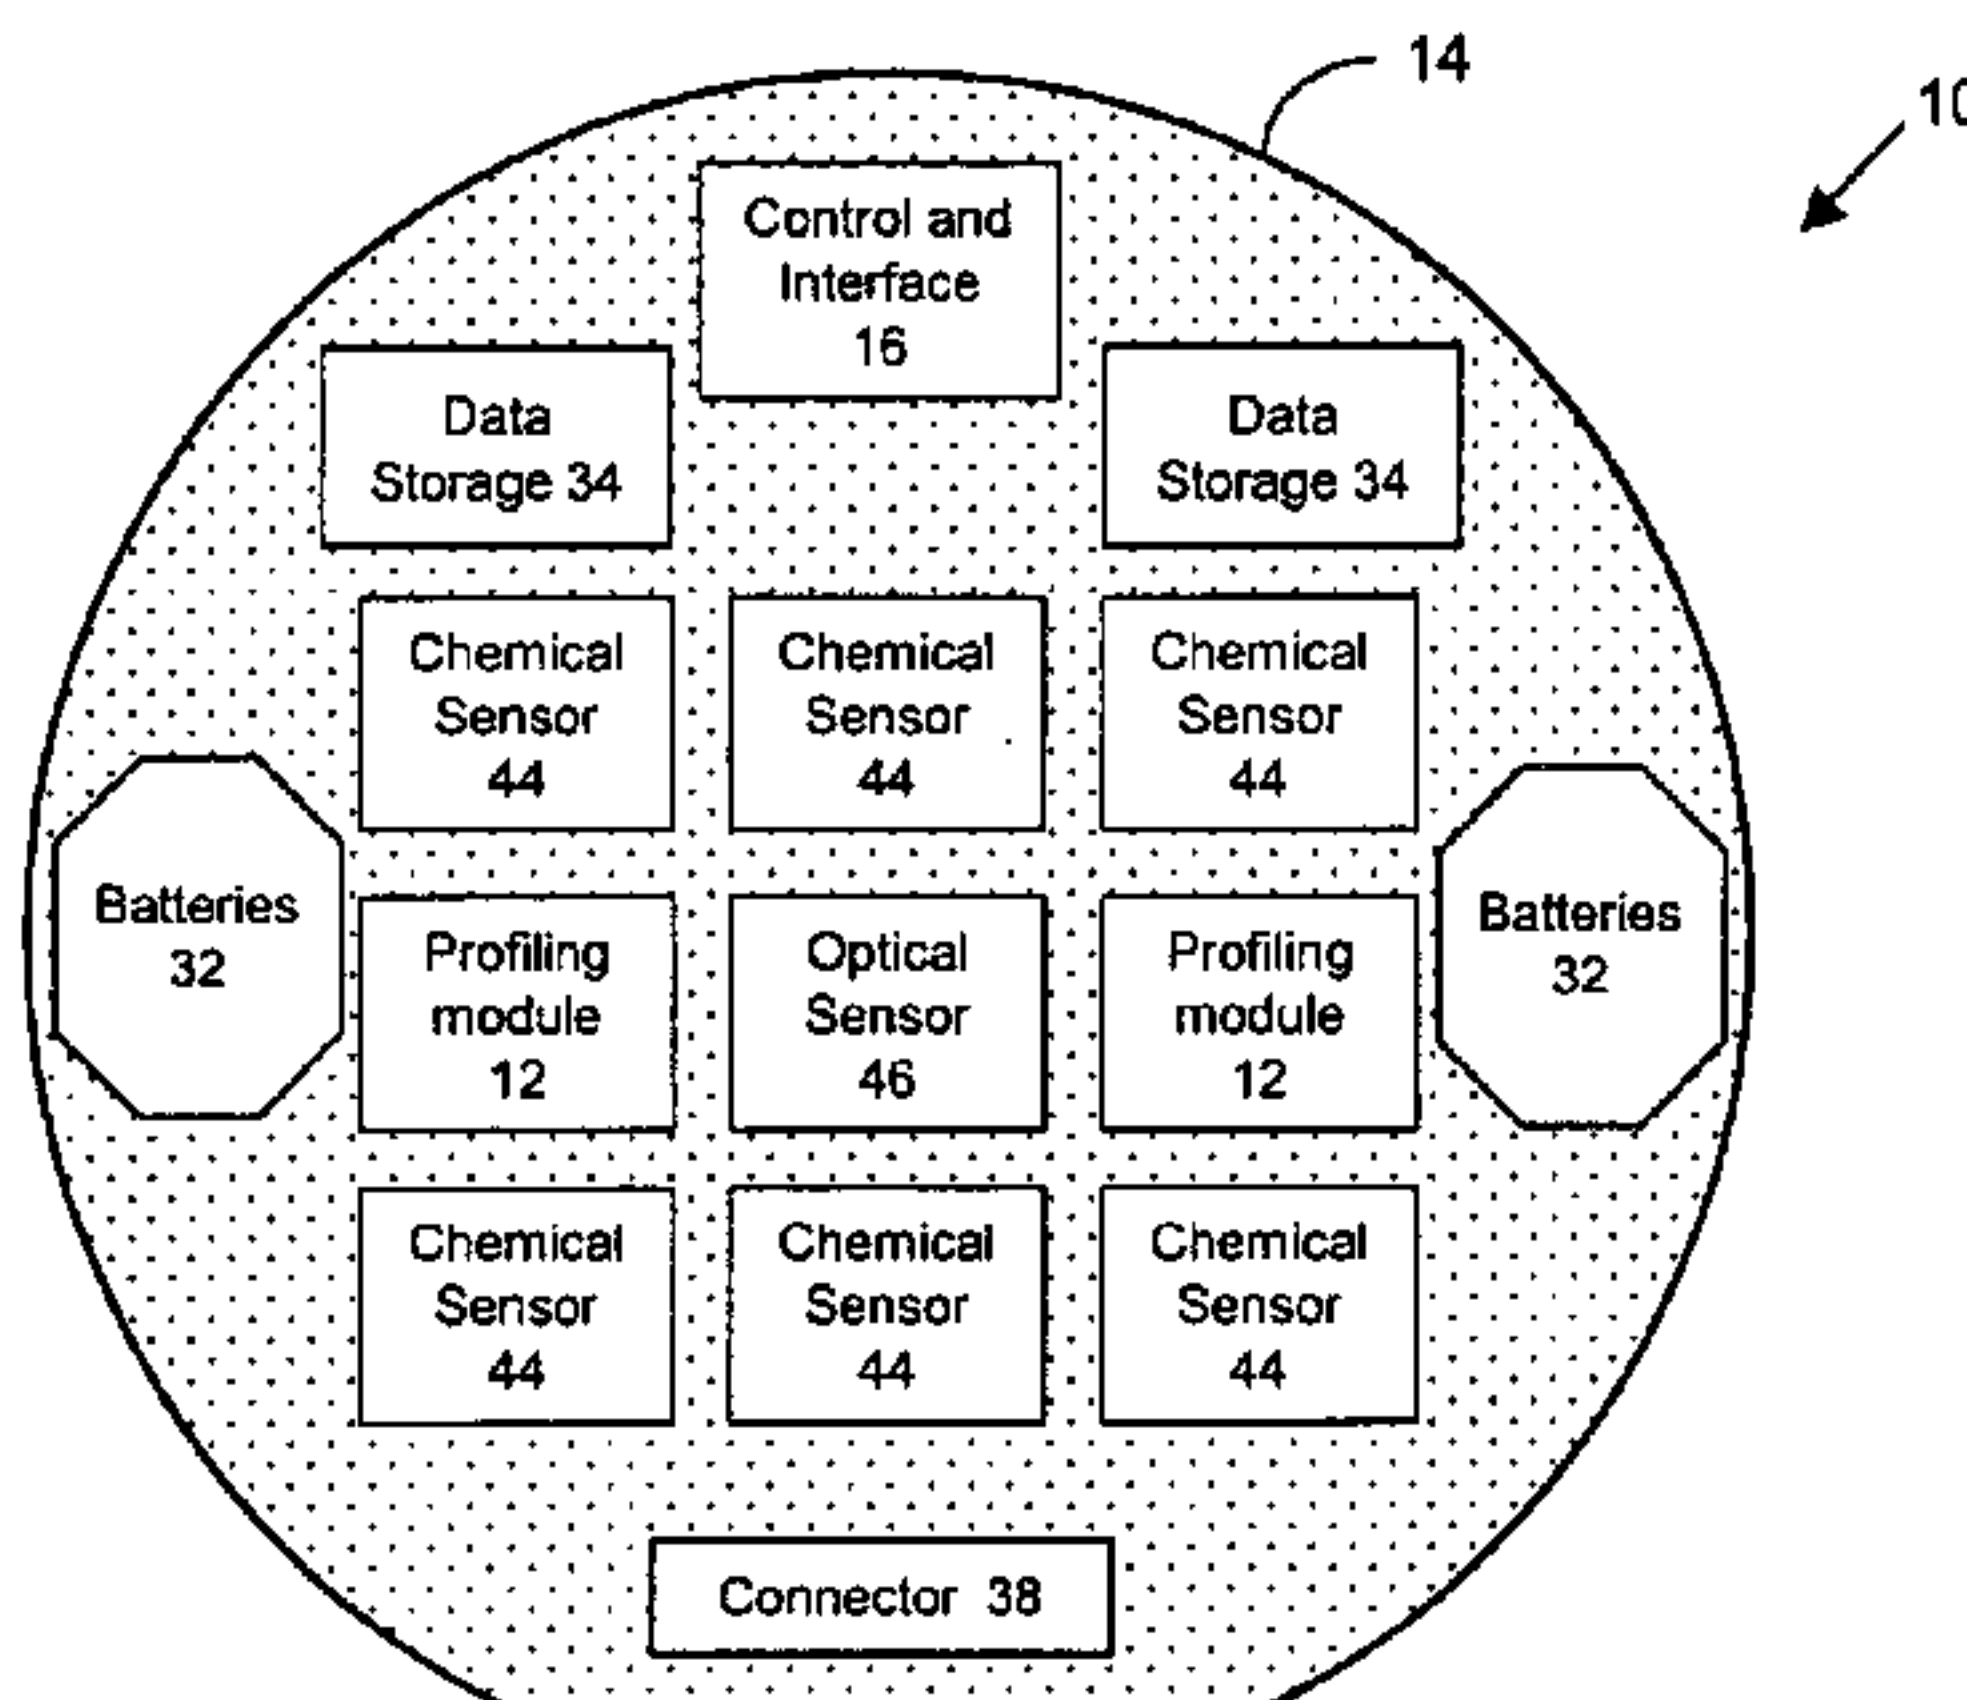 14
10
Control and
Interface
16
Data
Storage 34
Data
Storage 34
Chemical
Sensor
44
Chemical
Sensor
44
Chemical
Sensor
44
Batteries
32
Profiling
module
12
Optical
Sensor
46
Profiling
module
12
Batteries
32
Chemical
Sensor
44
Chemical
Sensor
44
Chemical
Sensor
44
Connector 38